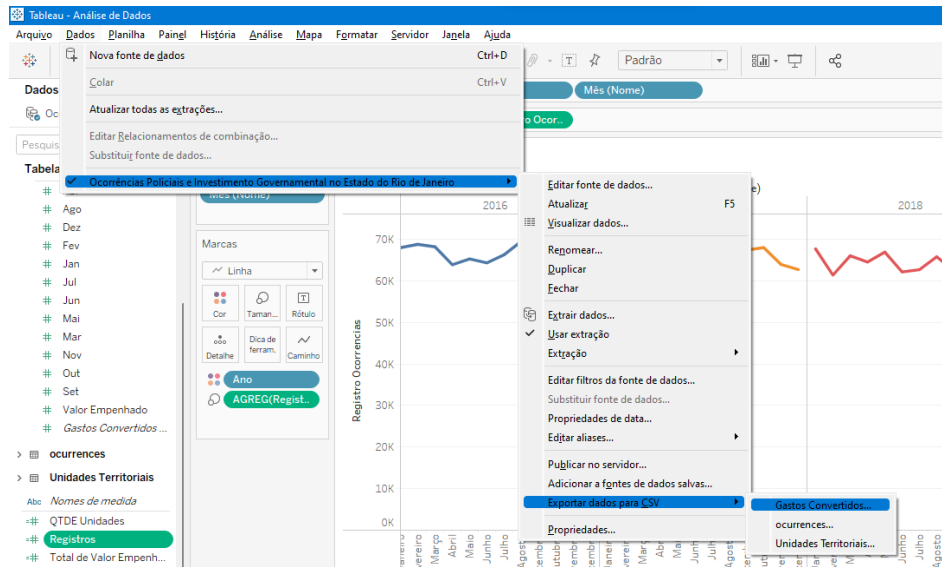 Tableau - Análise de Dados
Arquivo Dados Planilha Painel História Análise Mapa Formatar Servidor Janela Ajuda
Nova fonte de dados Ctrl+D
Colar Ctrl+V
Atualizar todas as extrações...
Editar Relacionamentos de combinação...
Substituir fonte de dados...
Ocorrências Policiais e Investimento Governamental no Estado do Rio de Janeiro
Padrão
Dados
Mês (Nome)
Oc
o Ocor..
Pesquis
Tabela
Ago
Dez
Fev
Jan
Jul
Jun
Mai
Mar
Nov
Out
Set
Valor Empenhado
Gastos Convertidos ...
ocurrences
Unidades Territoriais
Abc Nomes de medida
QTDE Unidades
Registros
Total de Valor Empenh...
Mês (Nome)
Marcas
Linha
Cor Taman... Rótulo
Detalhe Dica de ferram. Caminho
Ano
AGREG(Regist..
e)
2016 2018
Registro Ocorrencias
70K
60K
50K
40K
30K
20K
10K
0K
Março
Abril
Maio
Junho
Julho
Editar fonte de dados...
Atualizar F5
Visualizar dados...
Renomear...
Duplicar
Fechar
Extrair dados...
Usar extração
Extração
Editar filtros da fonte de dados...
Substituir fonte de dados...
Propriedades de data...
Editar aliases...
Publicar no servidor...
Adicionar a fontes de dados salvas...
Exportar dados para CSV
Propriedades...
Gastos Convertidos...
ocurrences...
Unidades Territoriais...